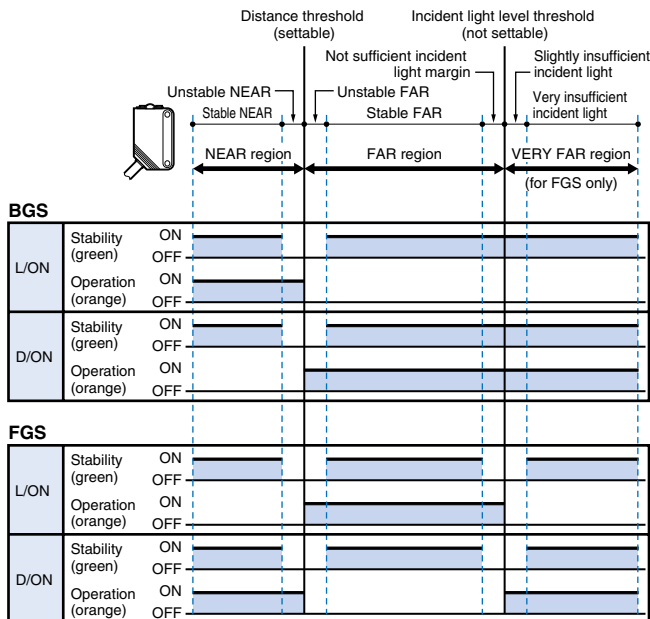 Distance threshold
(settable)
Incident light level threshold
(not settable)
Not sufficient incident
light margin
Slightly insufficient
incident light
Unstable NEAR
Unstable FAR
Very insufficient
incident light
Stable NEAR
Stable FAR
NEAR region
FAR region
VERY FAR region
(for FGS only)
BGS
L/ON
Stability
(green)
ON
OFF
Operation
(orange)
ON
OFF
D/ON
Stability
(green)
ON
OFF
Operation
(orange)
ON
OFF
FGS
L/ON
Stability
(green)
ON
OFF
Operation
(orange)
ON
OFF
D/ON
Stability
(green)
ON
OFF
Operation
(orange)
ON
OFF